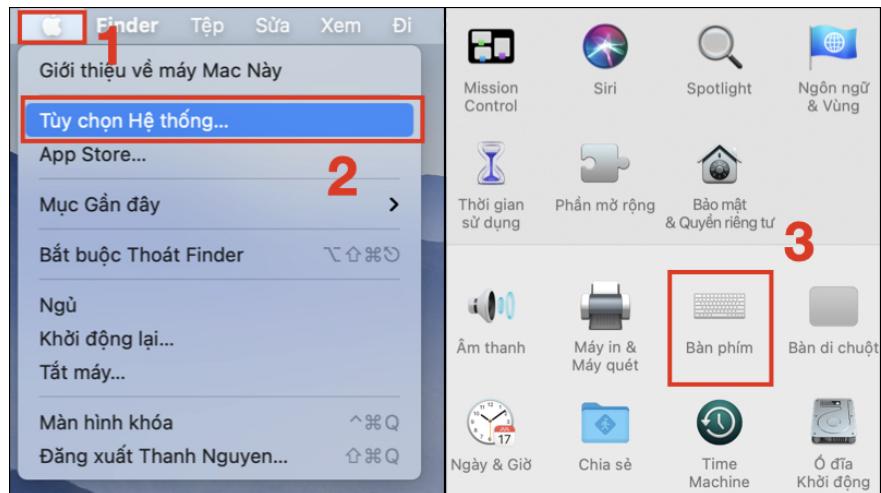 Finder Tệp Sửa Xem Đi
1
Giới thiệu về máy Mac Này
Tùy chọn Hệ thống...
App Store...
2
Mục Gần đây
Bắt buộc Thoát Finder ⌥⇧⌘⎋
Ngủ
Khởi động lại...
Tắt máy...
Màn hình khóa ^⌘Q
Đăng xuất Thanh Nguyen... ⇧⌘Q
Mission
Control
Siri
Spotlight
Ngôn ngữ
& Vùng
Thời gian
sử dụng
Phần mở rộng
Bảo mật
& Quyền riêng tư
3
Âm thanh
Máy in &
Máy quét
Bàn phím
Bàn di chuột
JUL
17
Ngày & Giờ
Chia sẻ
Time
Machine
Ổ đĩa
Khởi động